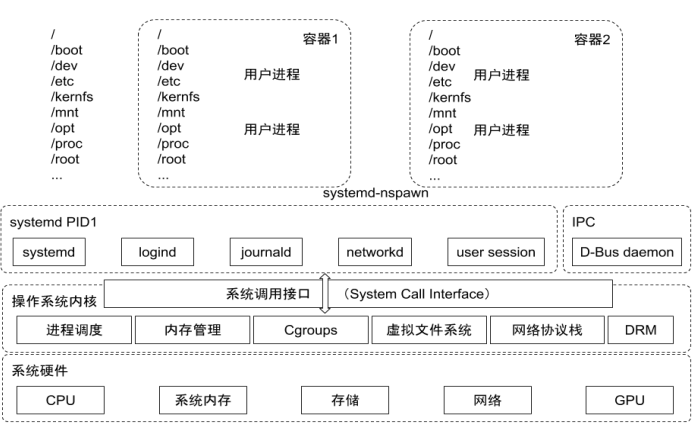 /
/boot
/dev
/etc
/kernfs
/mnt
/opt
/proc
/root
...
容器1
/
/boot
/dev
/etc
/kernfs
/mnt
/opt
/proc
/root
...
用户进程
用户进程
容器2
/
/boot
/dev
/etc
/kernfs
/mnt
/opt
/proc
/root
...
用户进程
用户进程
systemd-nspawn
systemd PID1
systemd
logind
journald
networkd
user session
IPC
D-Bus daemon
系统调用接口 （System Call Interface）
操作系统内核
进程调度
内存管理
Cgroups
虚拟文件系统
网络协议栈
DRM
系统硬件
CPU
系统内存
存储
网络
GPU